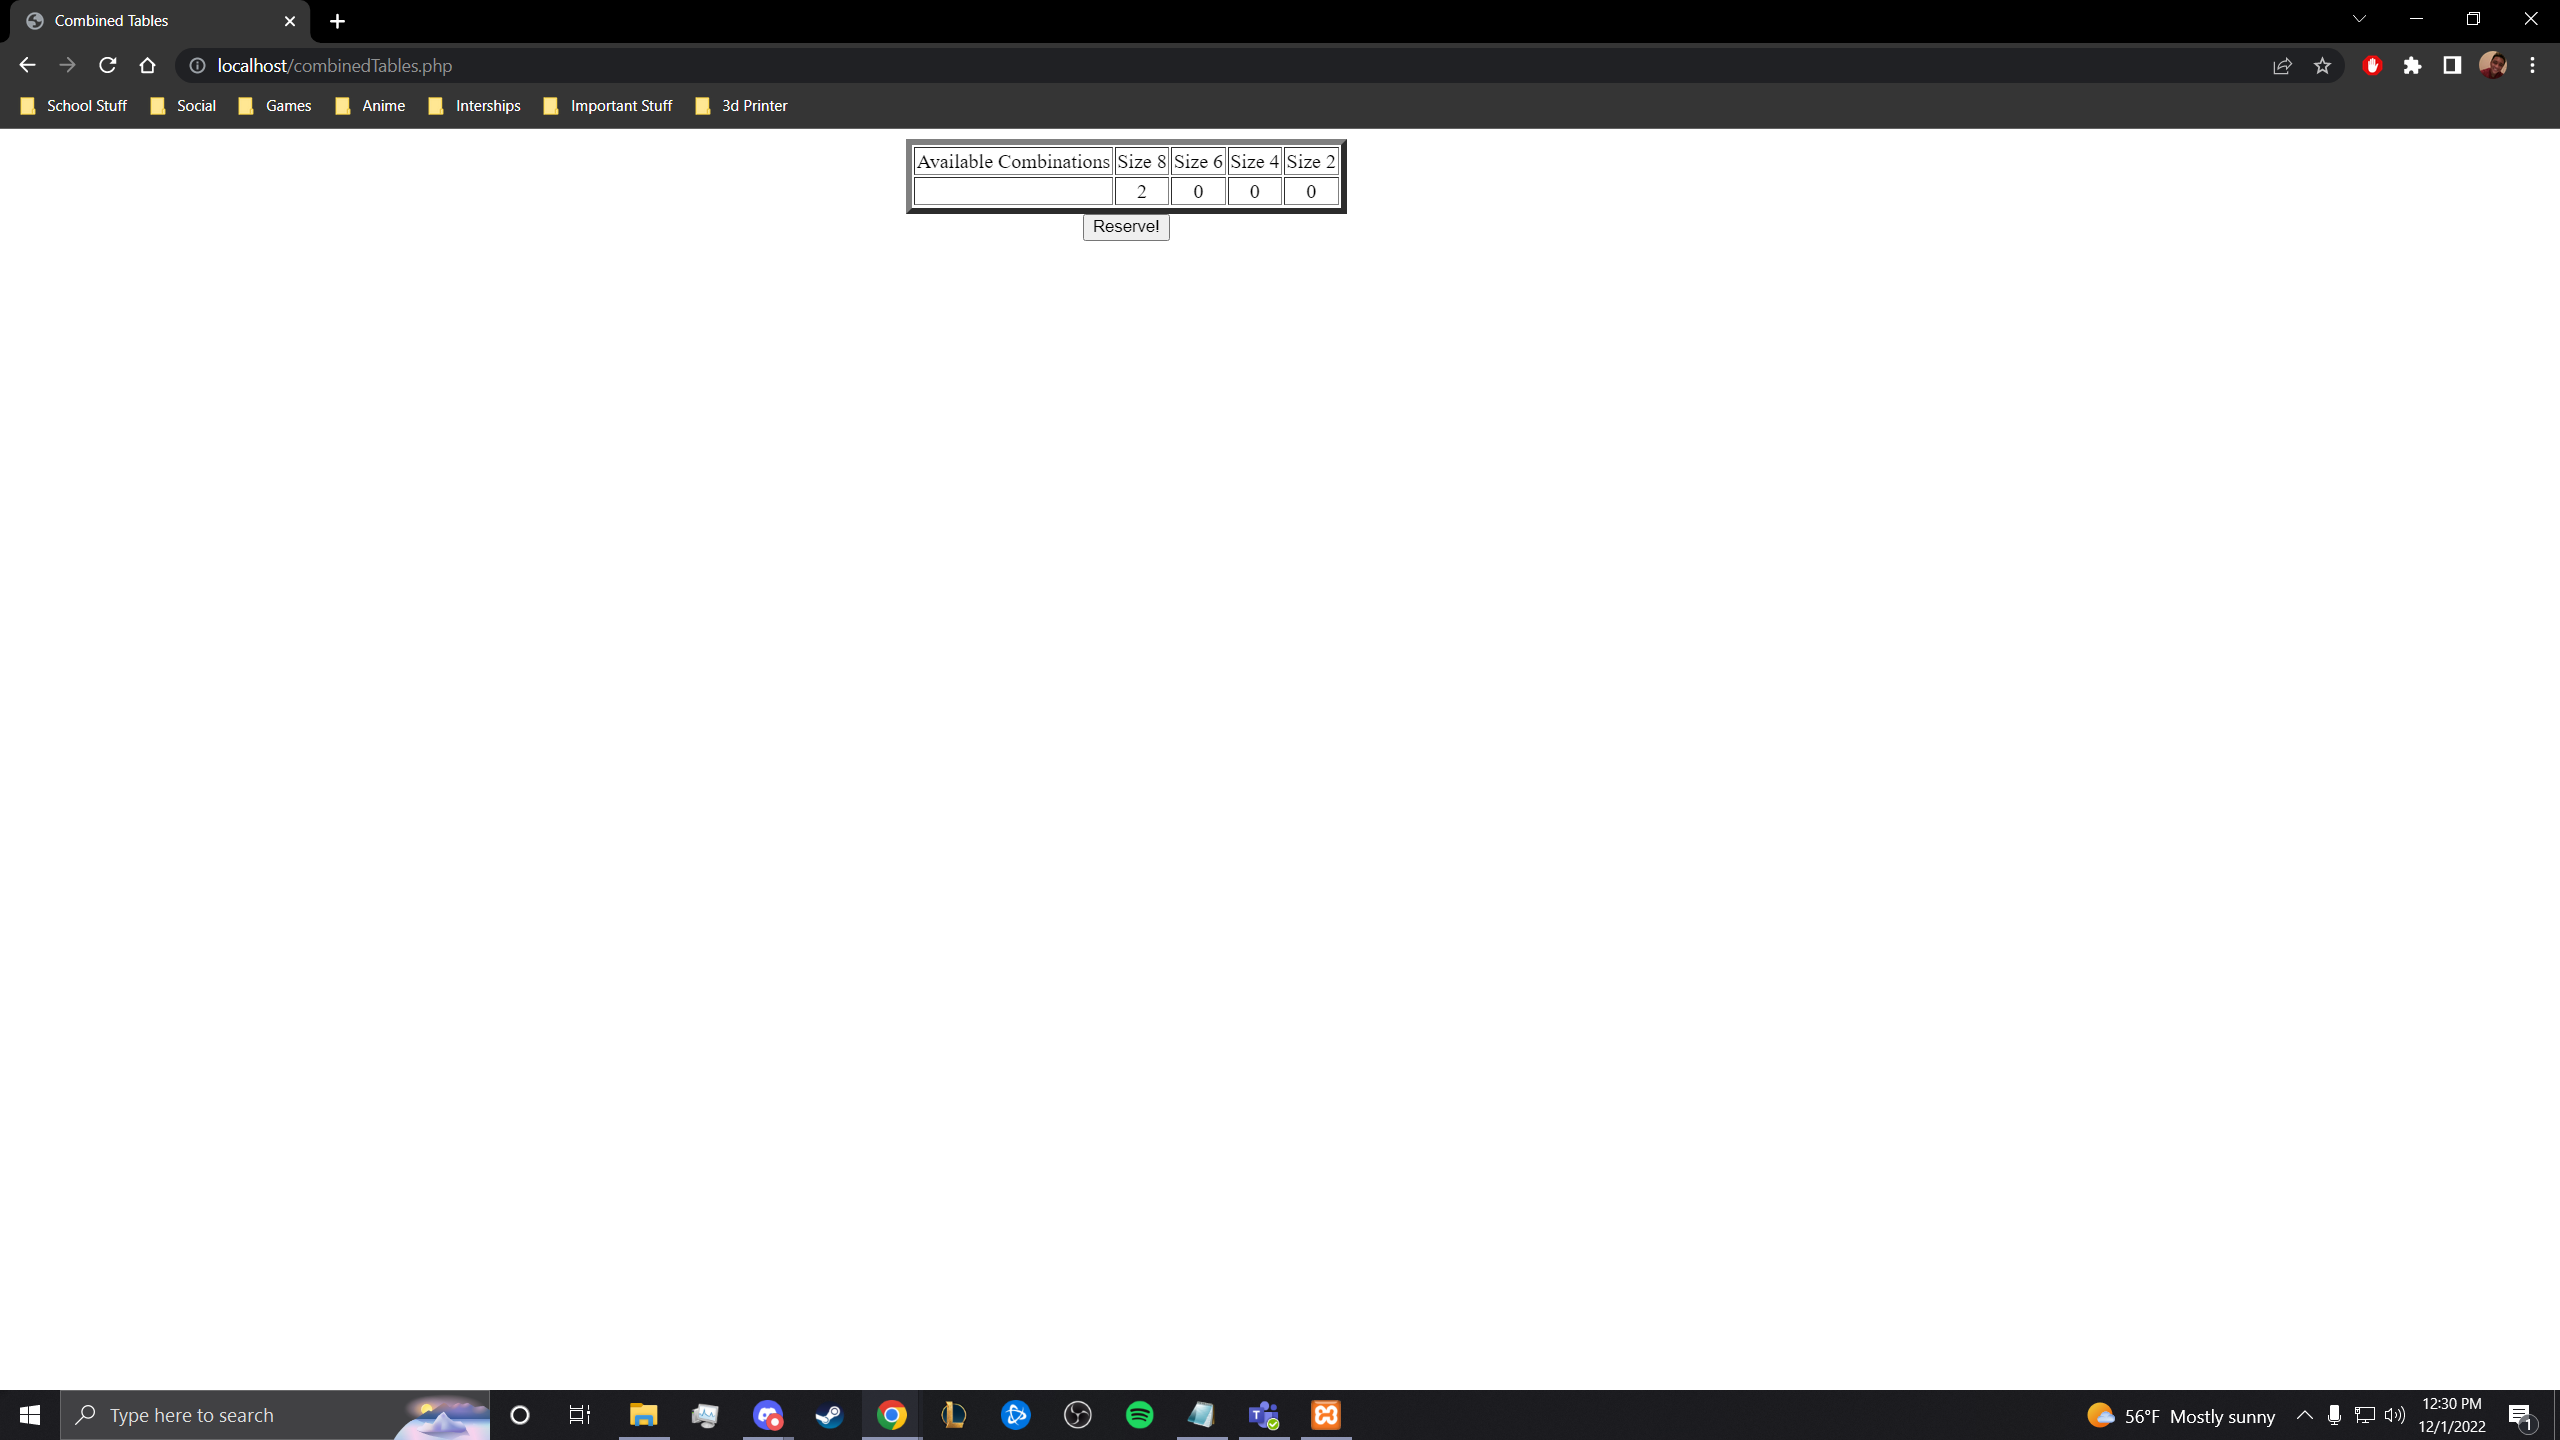 Combined Tables
localhost/combinedTables.php
School Stuff Social Games Anime Interships Important Stuff 3d Printer
Available Combinations Size 8 Size 6 Size 4 Size 2
2 0 0 0
Reserve!
Type here to search
56°F Mostly sunny
12:30 PM
12/1/2022
1